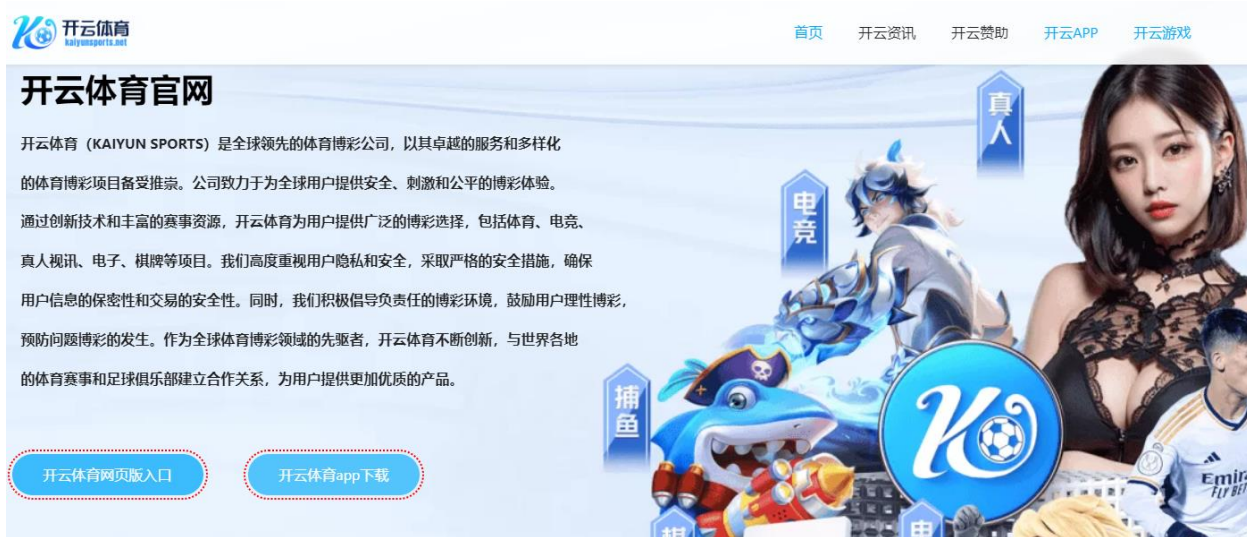 开云体育
kaiyunsports.net
首页
开云资讯
开云赞助
开云APP
开云游戏
开云体育官网
开云体育（KAIYUN SPORTS）是全球领先的体育博彩公司，以其卓越的服务和多样化
的体育博彩项目备受推崇。公司致力于为全球用户提供安全、刺激和公平的博彩体验。
通过创新技术和丰富的赛事资源，开云体育为用户提供广泛的博彩选择，包括体育、电竞、
真人视讯、电子、棋牌等项目。我们高度重视用户隐私和安全，采取严格的安全措施，确保
用户信息的保密性和交易的安全性。同时，我们积极倡导负责任的博彩环境，鼓励用户理性博彩，
预防问题博彩的发生。作为全球体育博彩领域的先驱者，开云体育不断创新，与世界各地
的体育赛事和足球俱乐部建立合作关系，为用户提供更加优质的产品。
开云体育网页版入口
开云体育app下载
真人
电竞
捕鱼
K